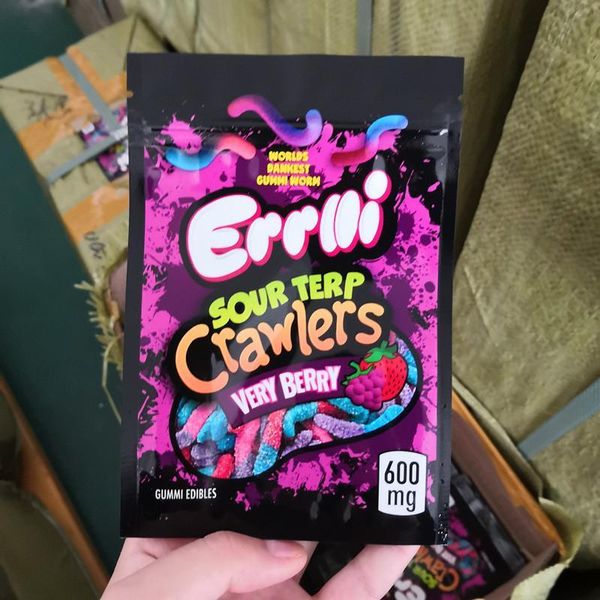 WORLDS
DANKEST
GUMMI WORM
Errlli
SOUR TERP
Crawlers
VERY BERRY
600
mg
GUMMI EDIBLES